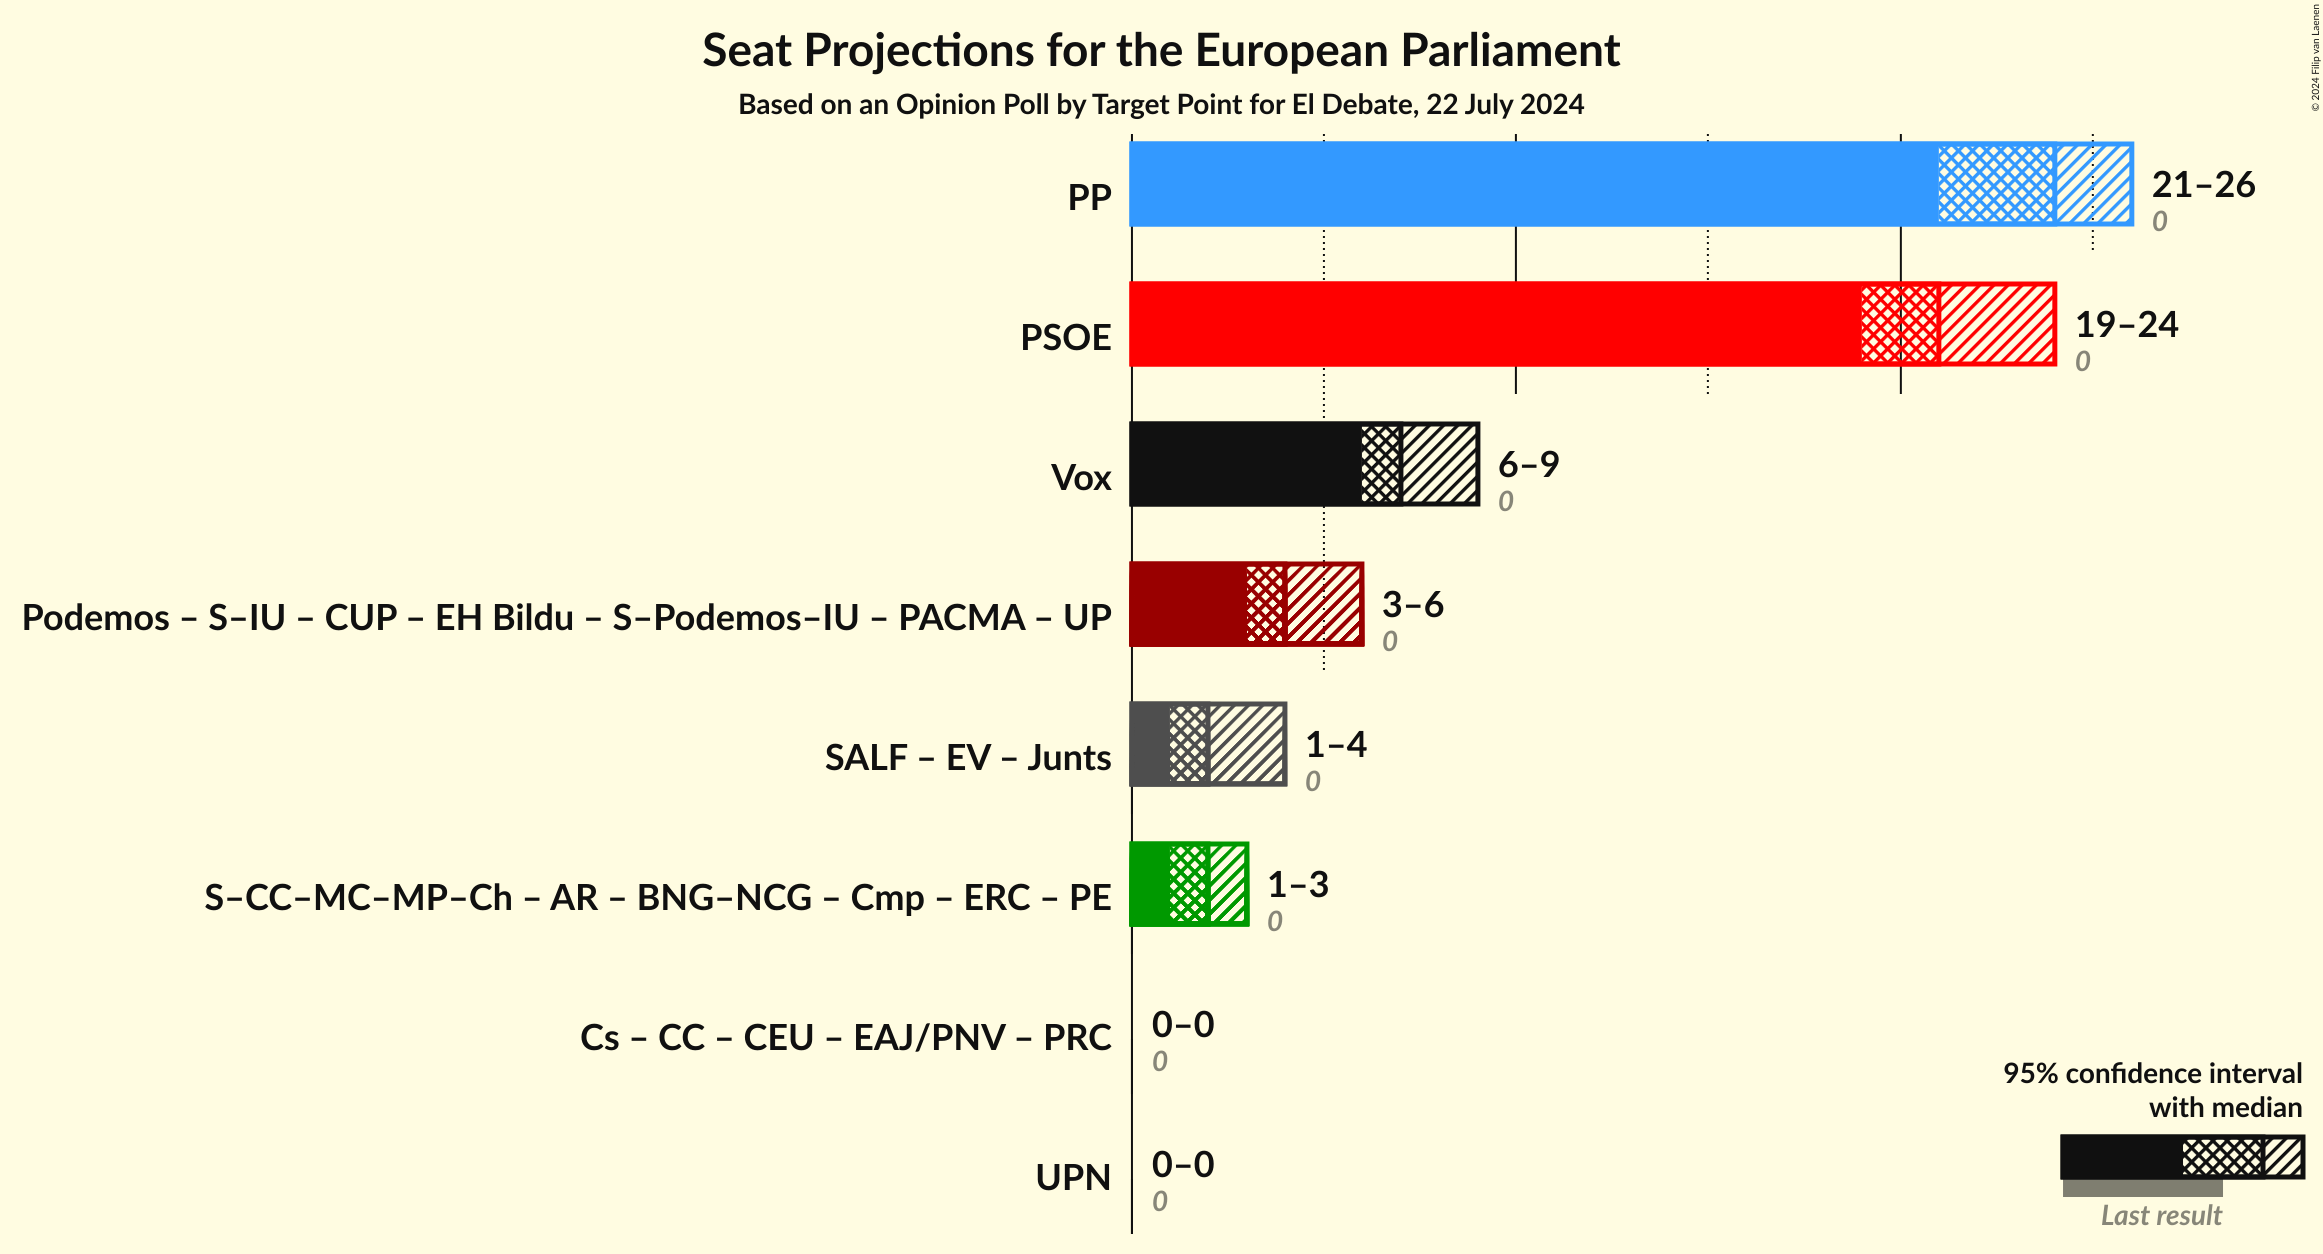 Seat Projections for the European Parliament
Based on an Opinion Poll by Target Point for El Debate, 22 July 2024
© 2024 Filip van Laenen
PP
21–26
0
PSOE
19–24
0
Vox
6–9
0
Podemos – S–IU – CUP – EH Bildu – S–Podemos–IU – PACMA – UP
3–6
0
SALF – EV – Junts
1–4
0
S–CC–MC–MP–Ch – AR – BNG–NCG – Cmp – ERC – PE
1–3
0
Cs – CC – CEU – EAJ/PNV – PRC
0–0
0
UPN
0–0
0
95% confidence interval
with median
Last result